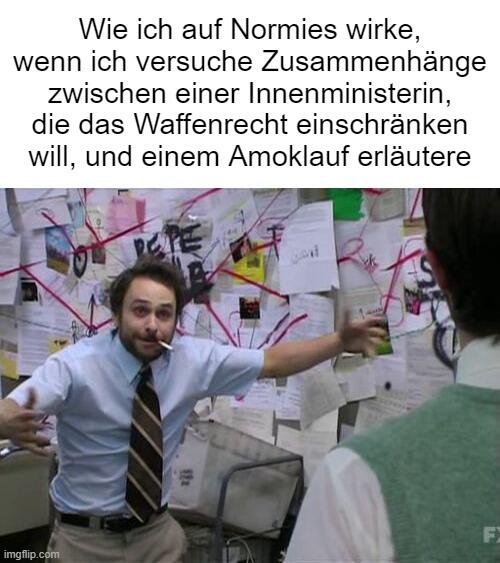 Wie ich auf Normies wirke,
wenn ich versuche Zusammenhänge
zwischen einer Innenministerin,
die das Waffenrecht einschränken
will, und einem Amoklauf erläutere
PEPE
imgflip.com
FX